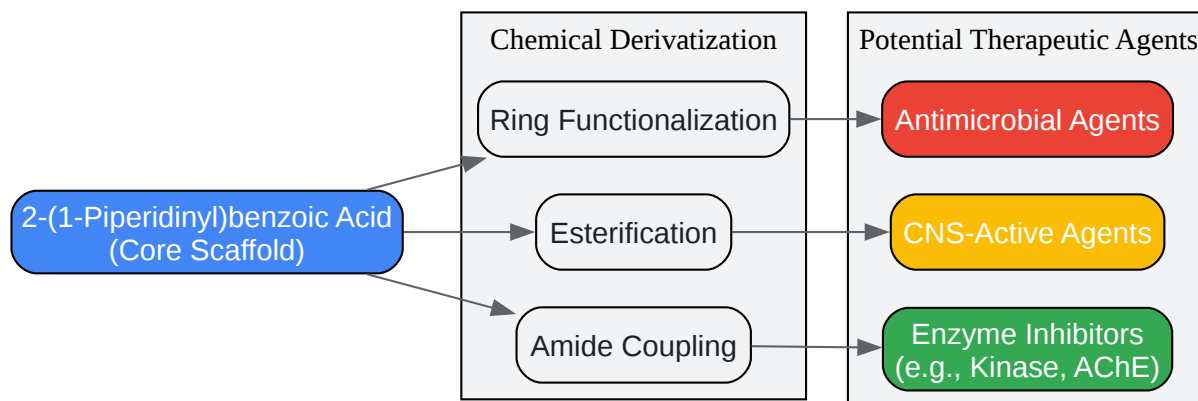 Chemical Derivatization
Potential Therapeutic Agents
Ring Functionalization
Antimicrobial Agents
2-(1-Piperidinyl)benzoic Acid
(Core Scaffold)
Esterification
CNS-Active Agents
Amide Coupling
Enzyme Inhibitors
(e.g., Kinase, AChE)